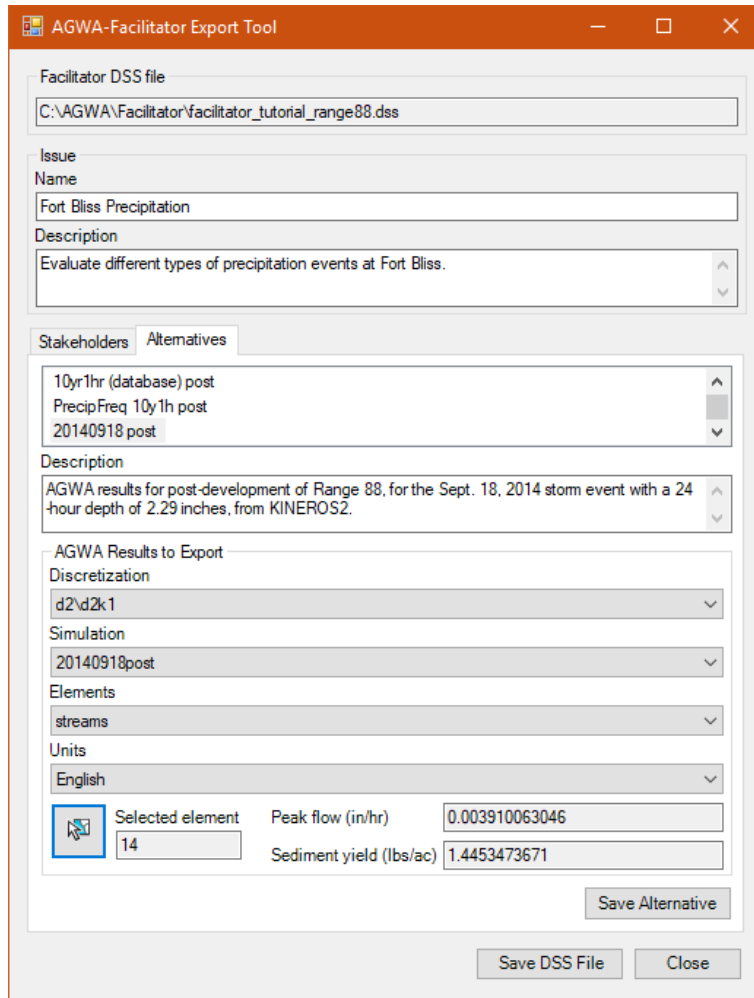 AGWA-Facilitator Export Tool
Facilitator DSS file
C:\AGWA\Facilitator\facilitator_tutorial_range88.dss
Issue
Name
Fort Bliss Precipitation
Description
Evaluate different types of precipitation events at Fort Bliss.
Stakeholders Alternatives
10yr1hr (database) post
PrecipFreq 10y1h post
20140918 post
Description
AGWA results for post-development of Range 88, for the Sept. 18, 2014 storm event with a 24
-hour depth of 2.29 inches, from KINEROS2.
AGWA Results to Export
Discretization
d2\d2k1
Simulation
20140918post
Elements
streams
Units
English
Selected element
14
Peak flow (in/hr) 0.003910063046
Sediment yield (lbs/ac) 1.4453473671
Save Alternative
Save DSS File Close